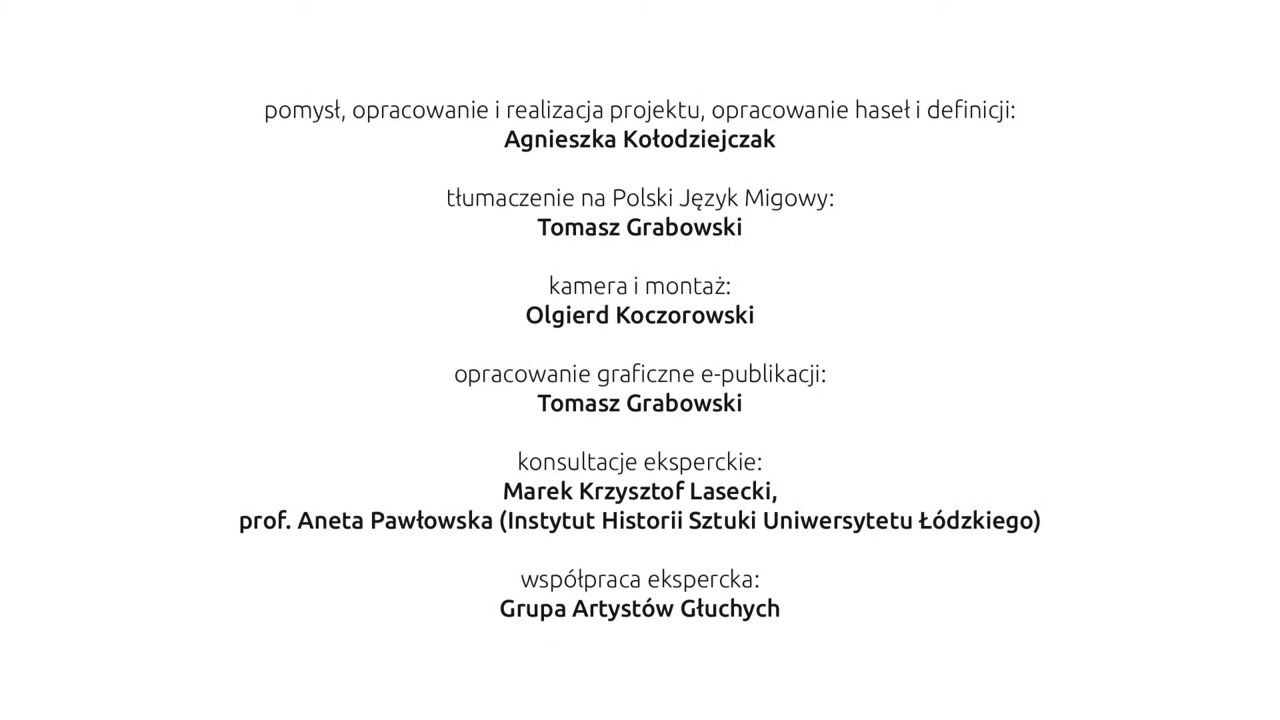 pomysł, opracowanie i realizacja projektu, opracowanie haseł i definicji:
Agnieszka Kołodziejczak
tłumaczenie na Polski Język Migowy:
Tomasz Grabowski
kamera i montaż:
Olgierd Koczorowski
opracowanie graficzne e-publikacji:
Tomasz Grabowski
konsultacje eksperckie:
Marek Krzysztof Lasecki,
prof. Aneta Pawłowska (Instytut Historii Sztuki Uniwersytetu Łódzkiego)
współpraca ekspercka:
Grupa Artystów Głuchych